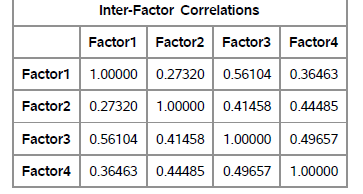 Inter-Factor Correlations
Factor1 Factor2 Factor3 Factor4
Factor1 1.00000 0.27320 0.56104 0.36463
Factor2 0.27320 1.00000 0.41458 0.44485
Factor3 0.56104 0.41458 1.00000 0.49657
Factor4 0.36463 0.44485 0.49657 1.00000